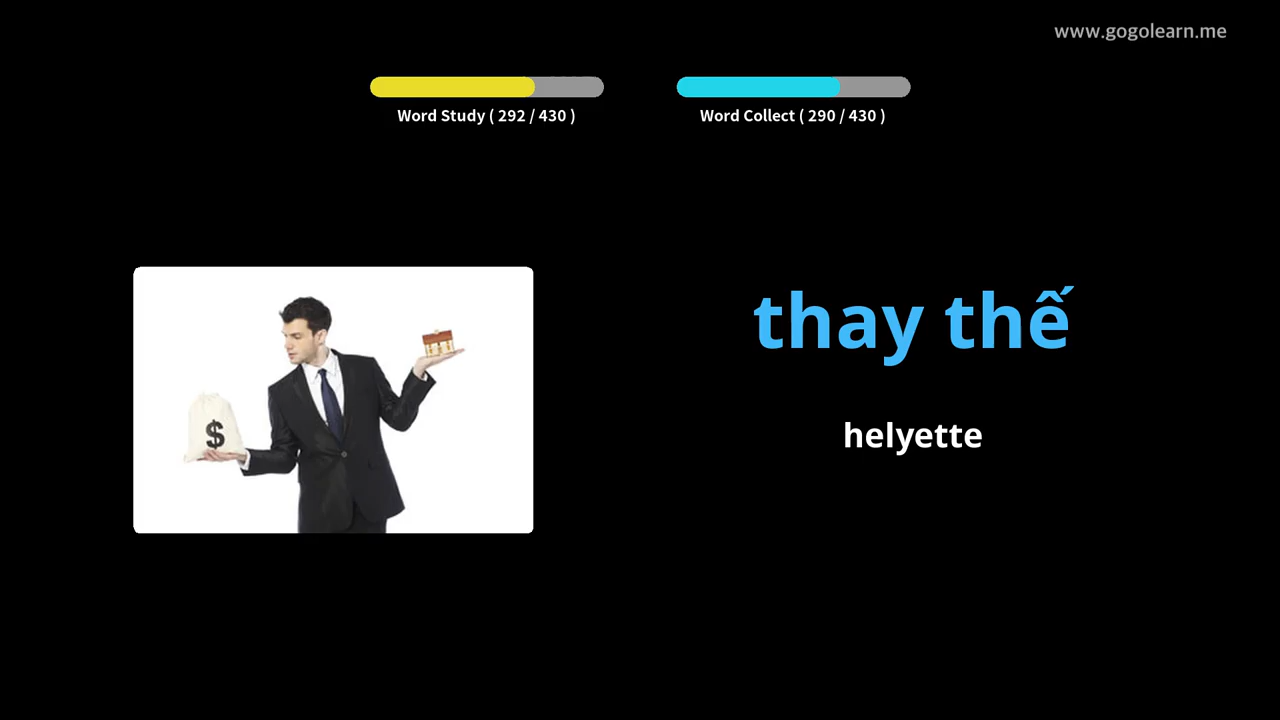 www.gogolearn.me
Word Study ( 292 / 430 )
Word Collect ( 290 / 430 )
$
thay thế
helyette